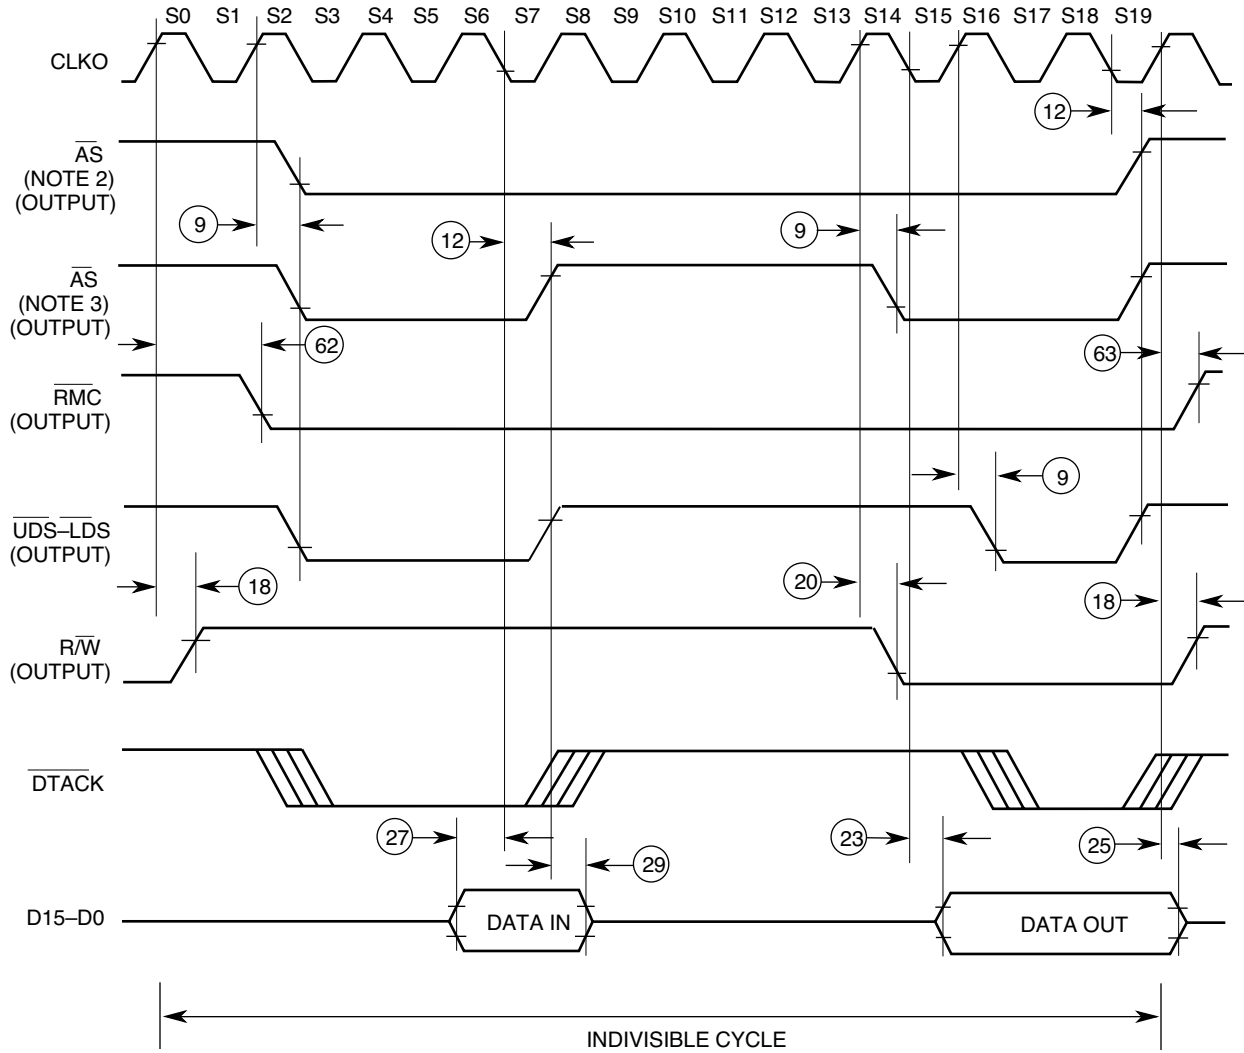 S0 S1 S2 S3 S4 S5 S6 S7 S8 S9 S10 S11 S12 S13 S14 S15 S16 S17 S18 S19
CLKO
12
AS
(NOTE 2)
(OUTPUT)
9
12
9
AS
(NOTE 3)
(OUTPUT)
62
63
RMC
(OUTPUT)
9
UDS–LDS
(OUTPUT)
18
20
18
R/W
(OUTPUT)
DTACK
27
23
25
29
D15–D0
DATA IN
DATA OUT
INDIVISIBLE CYCLE